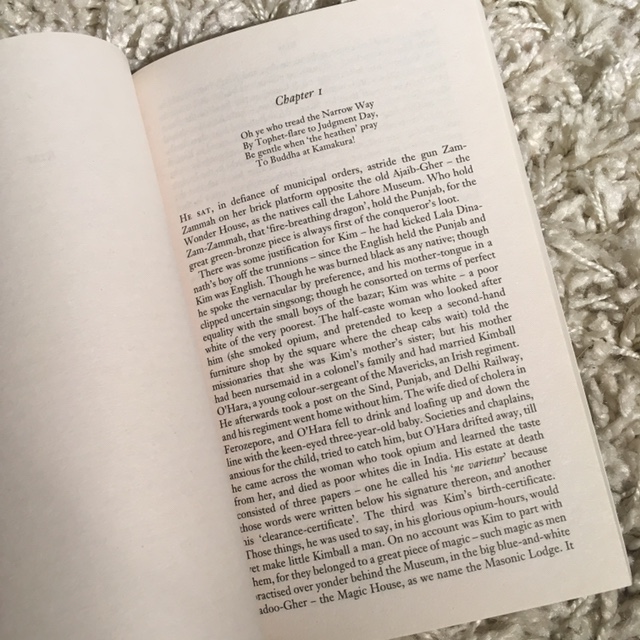 Chapter 1
Oh ye who tread the Narrow Way
By Tophet-flare to Judgment Day,
Be gentle when 'the heathen' pray
To Buddha at Kamakura!
HE SAT, in defiance of municipal orders, astride the gun Zam-
Zammah on her brick platform opposite the old Ajaib-Gher – the
Wonder House, as the natives call the Lahore Museum. Who hold
Zam-Zammah, that 'fire-breathing dragon', hold the Punjab, for the
great green-bronze piece is always first of the conqueror's loot.
There was some justification for Kim – he had kicked Lala Dina-
nath's boy off the trunnions – since the English held the Punjab and
Kim was English. Though he was burned black as any native; though
he spoke the vernacular by preference, and his mother-tongue in a
clipped uncertain singsong; though he consorted on terms of perfect
equality with the small boys of the bazar; Kim was white – a poor
white of the very poorest. The half-caste woman who looked after
him (she smoked opium, and pretended to keep a second-hand
furniture shop by the square where the cheap cabs wait) told the
missionaries that she was Kim's mother's sister; but his mother
had been nursemaid in a colonel's family and had married Kimball
O'Hara, a young colour-sergeant of the Mavericks, an Irish regiment.
He afterwards took a post on the Sind, Punjab, and Delhi Railway,
and his regiment went home without him. The wife died of cholera in
Ferozepore, and O'Hara fell to drink and loafing up and down the
line with the keen-eyed three-year-old baby. Societies and chaplains,
anxious for the child, tried to catch him, but O'Hara drifted away, till
he came across the woman who took opium and learned the taste
from her, and died as poor whites die in India. His estate at death
consisted of three papers – one he called his 'ne varietur' because
those words were written below his signature thereon, and another
his 'clearance-certificate'. The third was Kim's birth-certificate.
Those things, he was used to say, in his glorious opium-hours, would
yet make little Kimball a man. On no account was Kim to part with
them, for they belonged to a great piece of magic – such magic as men
practised over yonder behind the Museum, in the big blue-and-white
adoo-Gher – the Magic House, as we name the Masonic Lodge. It